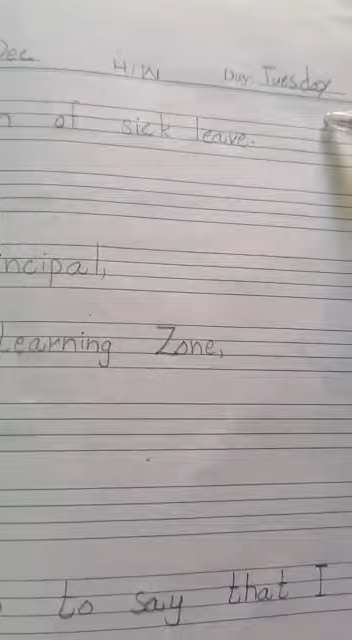 Dec H/W Day: Tuesday
of sick leave.
ncipal,
Learning Zone,
to say that I